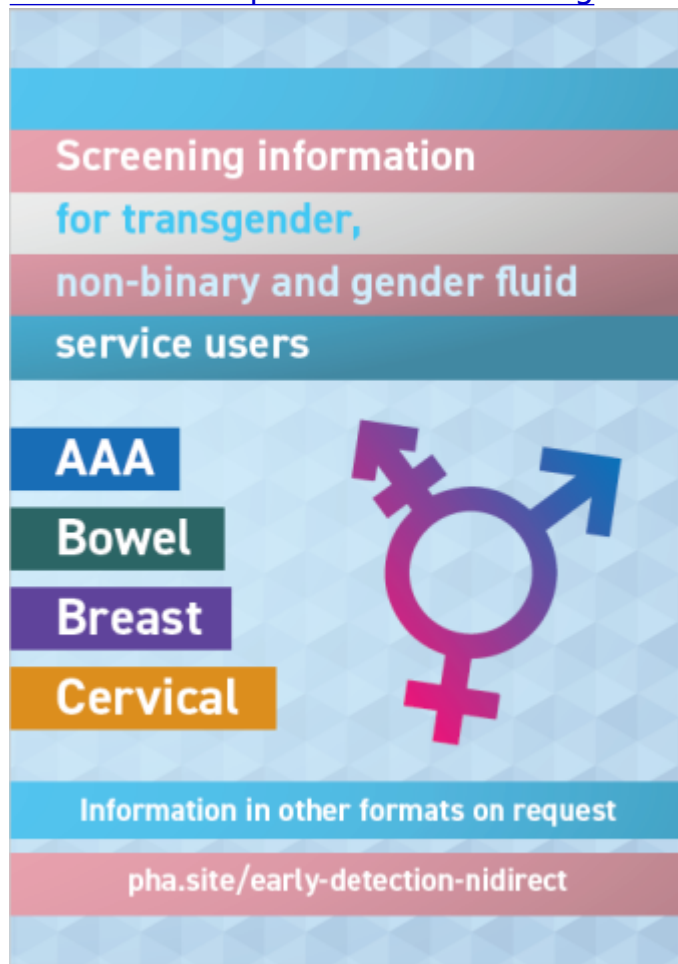 Screening information
for transgender,
non-binary and gender fluid
service users
AAA
Bowel
Breast
Cervical
Information in other formats on request
pha.site/early-detection-nidirect